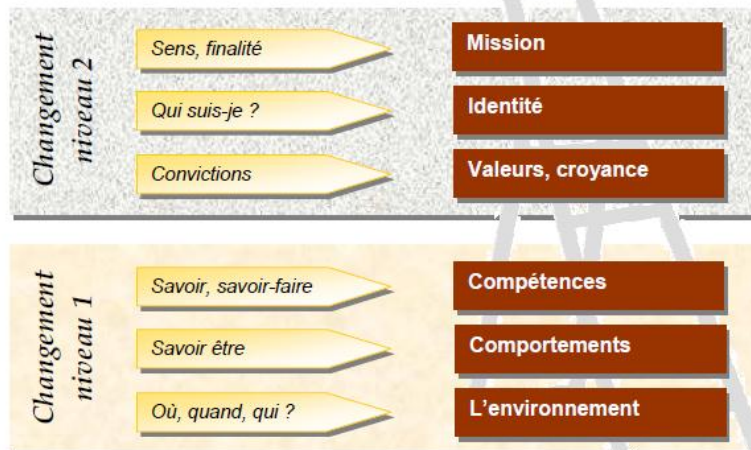 Changement
niveau 2
Sens, finalité
Mission
Qui suis-je ?
Identité
Convictions
Valeurs, croyance
Changement
niveau 1
Savoir, savoir-faire
Compétences
Savoir être
Comportements
Où, quand, qui ?
L'environnement